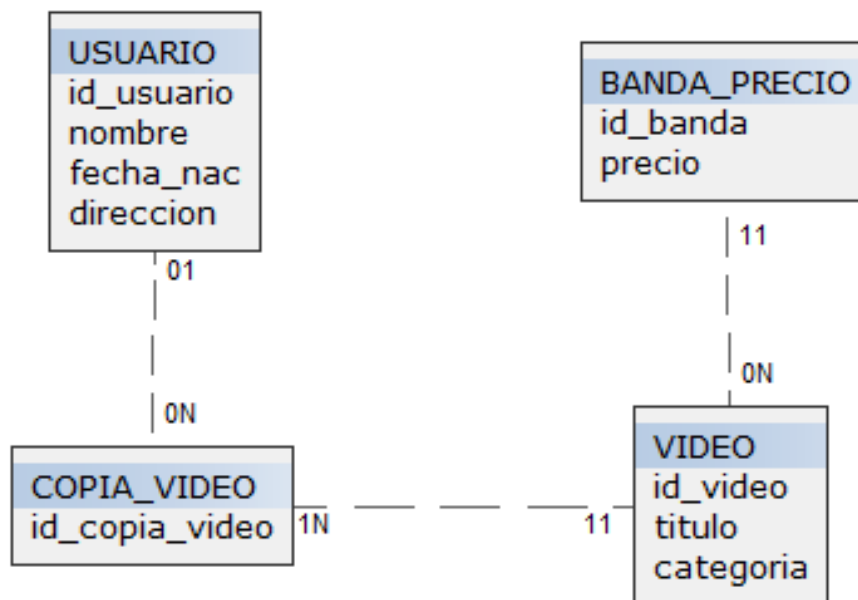 USUARIO
id_usuario
nombre
fecha_nac
direccion
01
BANDA_PRECIO
id_banda
precio
11
0N
0N
COPIA_VIDEO
id_copia_video
1N
11
VIDEO
id_video
titulo
categoria